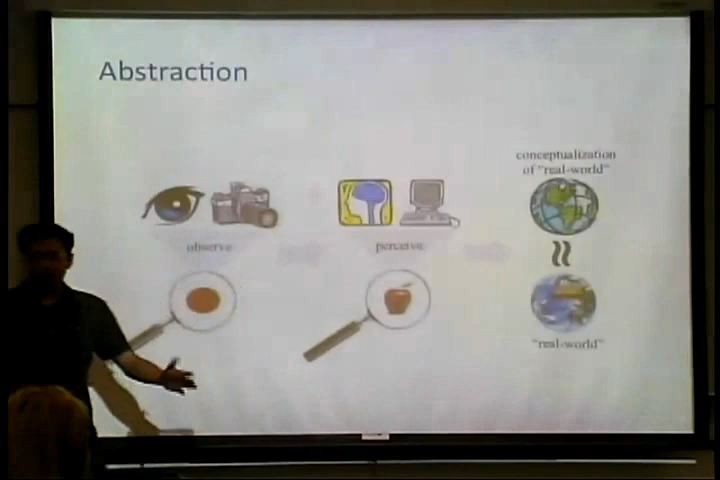 Abstraction
conceptualization
of "real-world"
observe
perceive
"real-world"